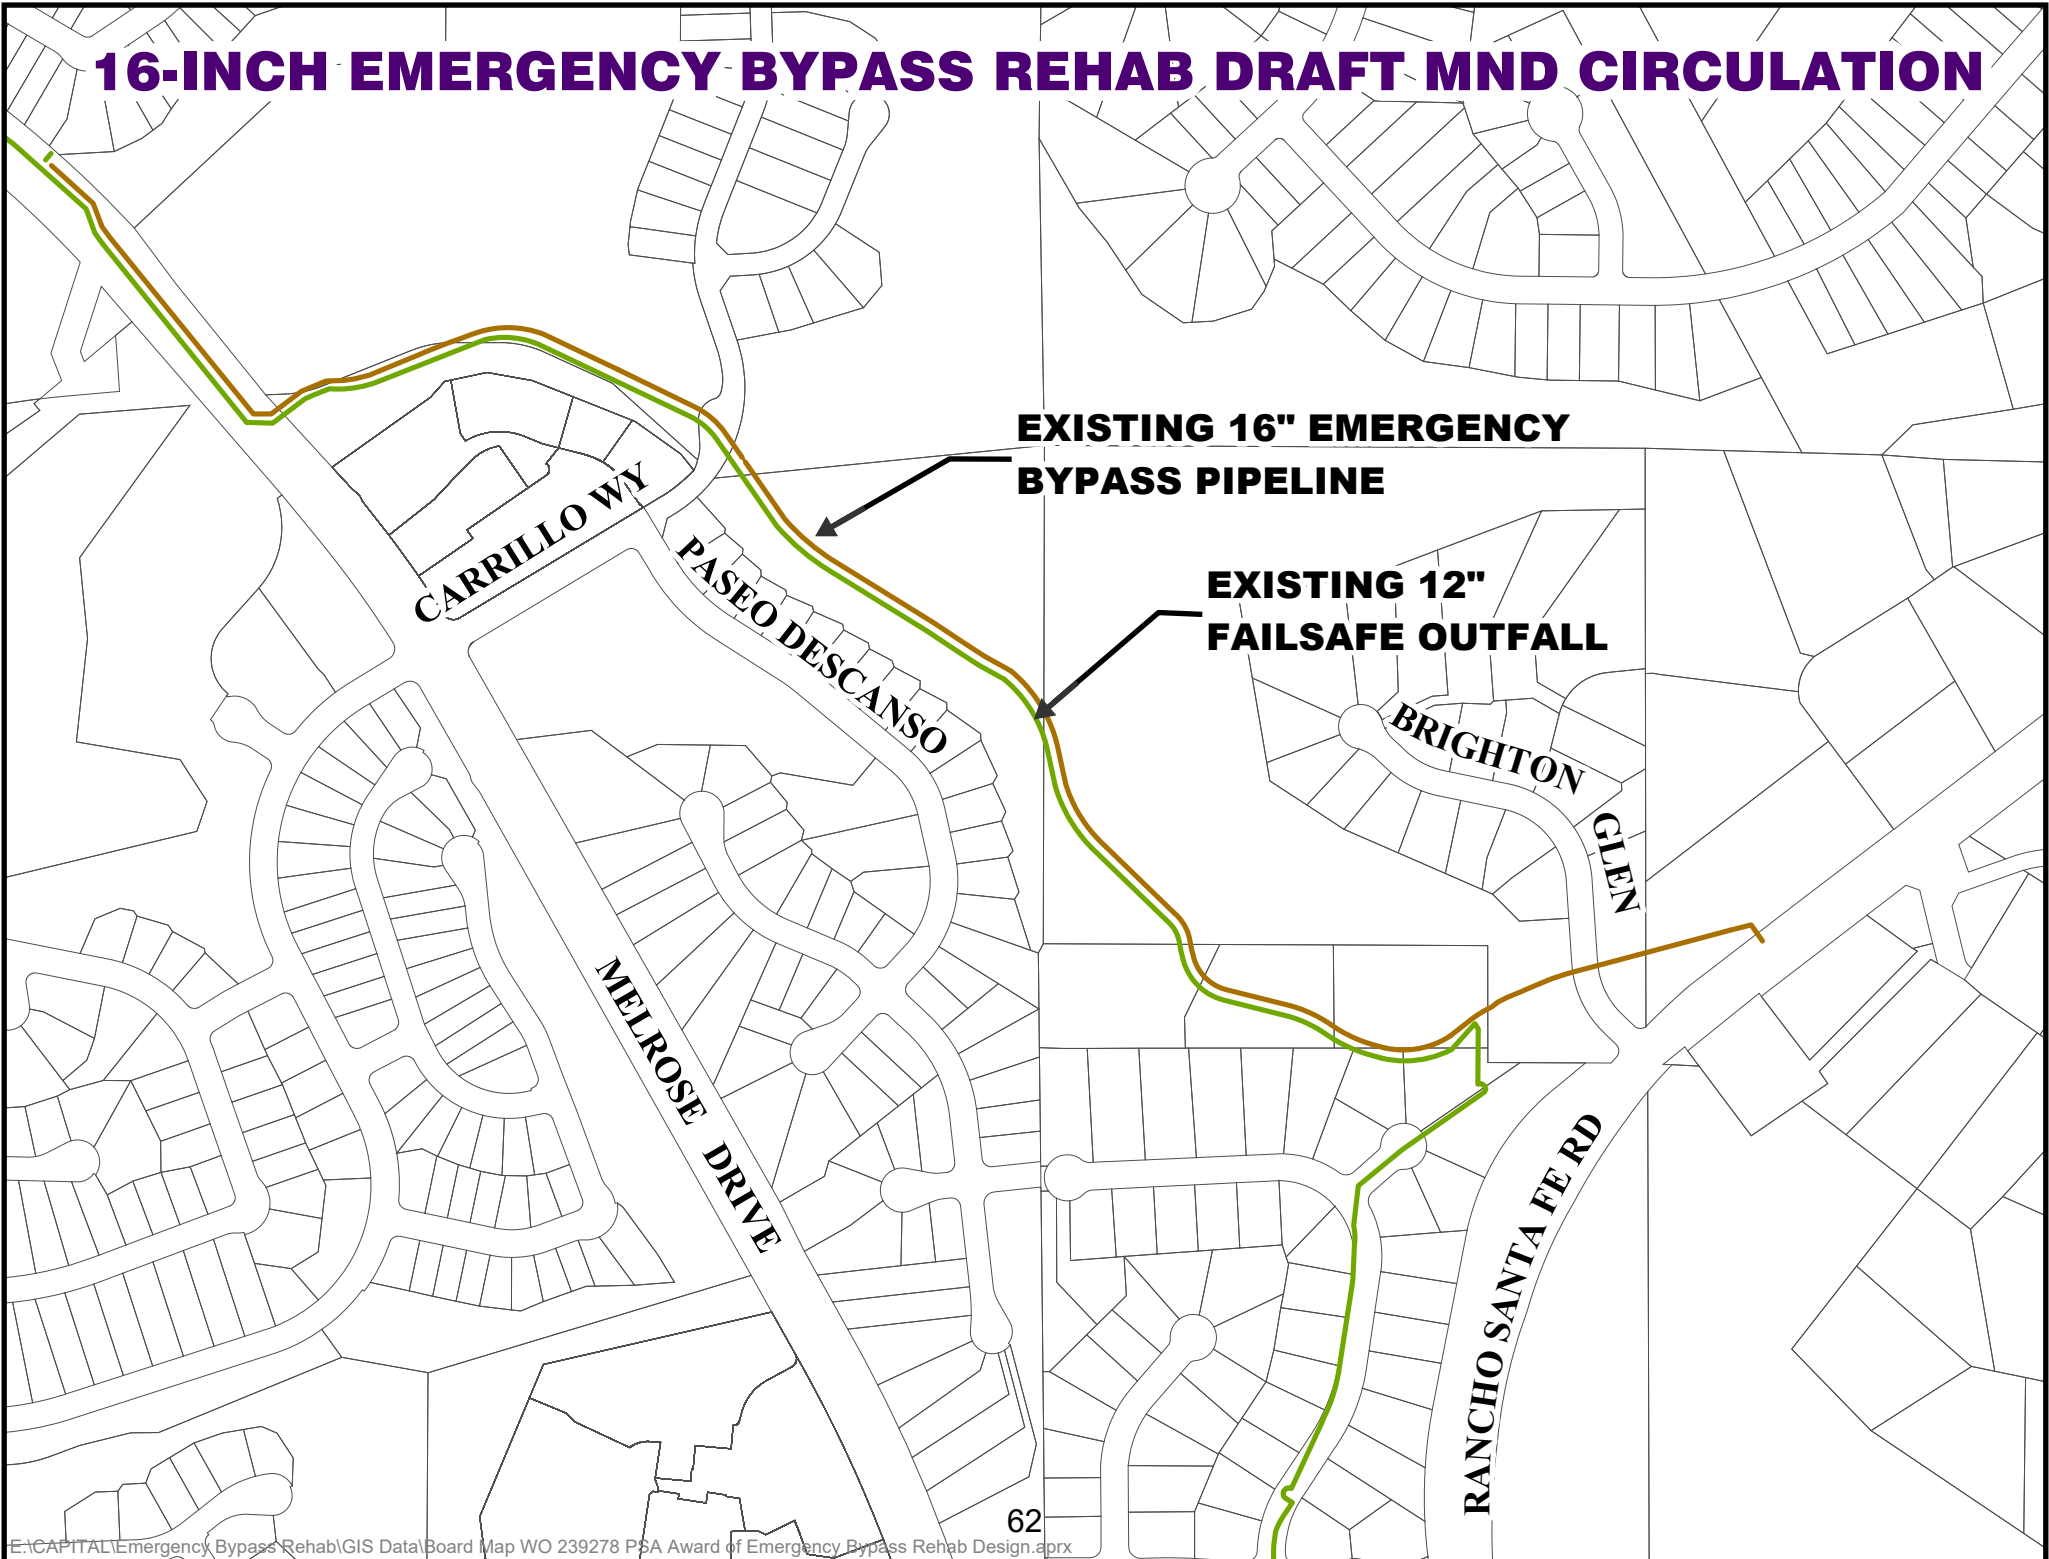 16-INCH EMERGENCY BYPASS REHAB DRAFT MND CIRCULATION
EXISTING 16" EMERGENCY
BYPASS PIPELINE
CARRILLO WY
PASEO DESCANSO
EXISTING 12"
FAILSAFE OUTFALL
BRIGHTON
GLEN
MELROSE DRIVE
RANCHO SANTA FE RD
62
E:\CAPITAL\Emergency Bypass Rehab\GIS Data\Board Map WO 239278 PSA Award of Emergency Bypass Rehab Design.aprx